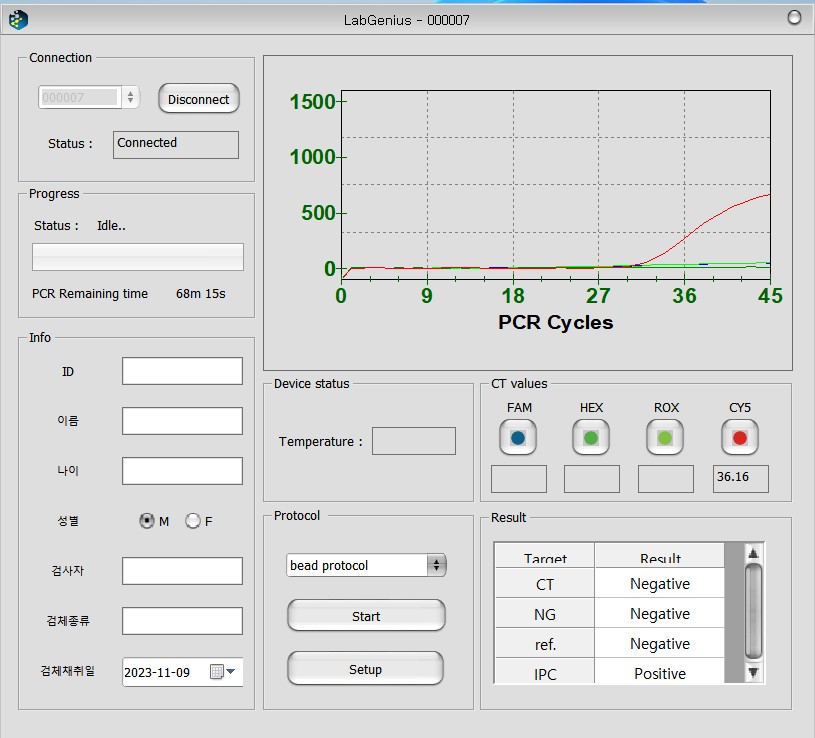 LabGenius - 000007
Connection
000007
Disconnect
Status :
Connected
Progress
Status : Idle..
PCR Remaining time 68m 15s
Info
ID
이름
나이
성별
M
F
검사자
검체종류
검체채취일
2023-11-09
1500
1000
500
0
0 9 18 27 36 45
PCR Cycles
Device status
Temperature :
CT values
FAM HEX ROX CY5
36.16
Protocol
bead protocol
Start
Setup
Result
Target Result
CT Negative
NG Negative
ref. Negative
IPC Positive